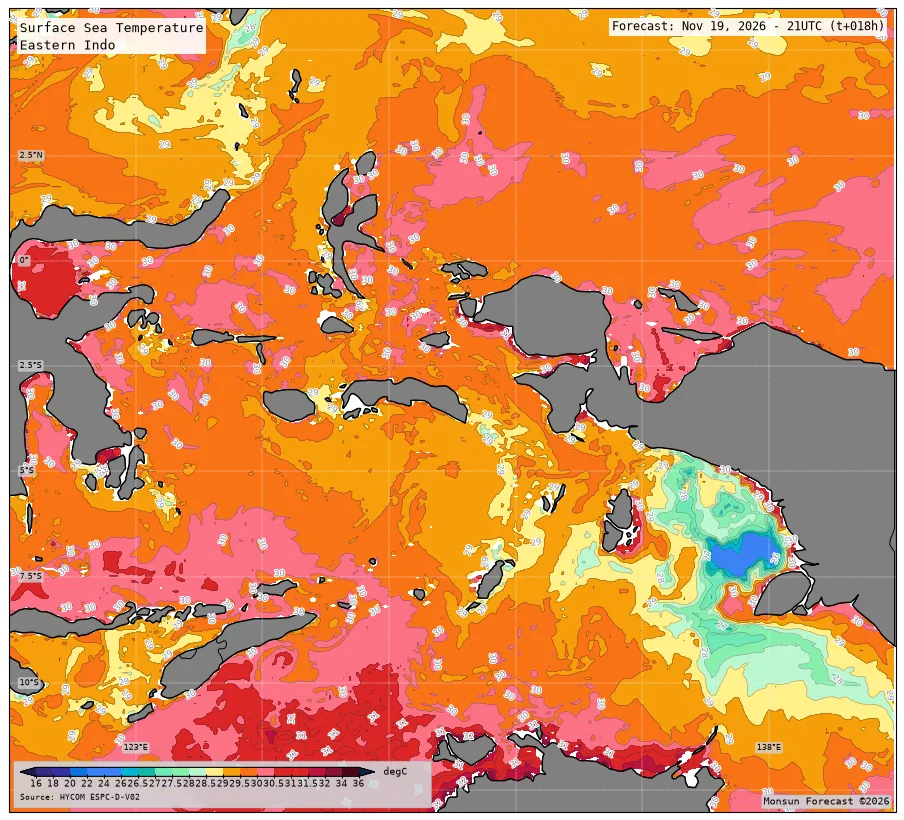 Surface Sea Temperature
Eastern Indo
Forecast: Nov 19, 2026 - 21UTC (t+018h)
2.5°N
0°
2.5°S
5°S
7.5°S
10°S
123°E
138°E
degC
16 18 20 22 24 26 26.5 27 27.5 28 28.5 29 29.5 30 30.5 31 31.5 32 34 36
Source: HYCOM ESPC-D-V02
Monsun Forecast ©2026